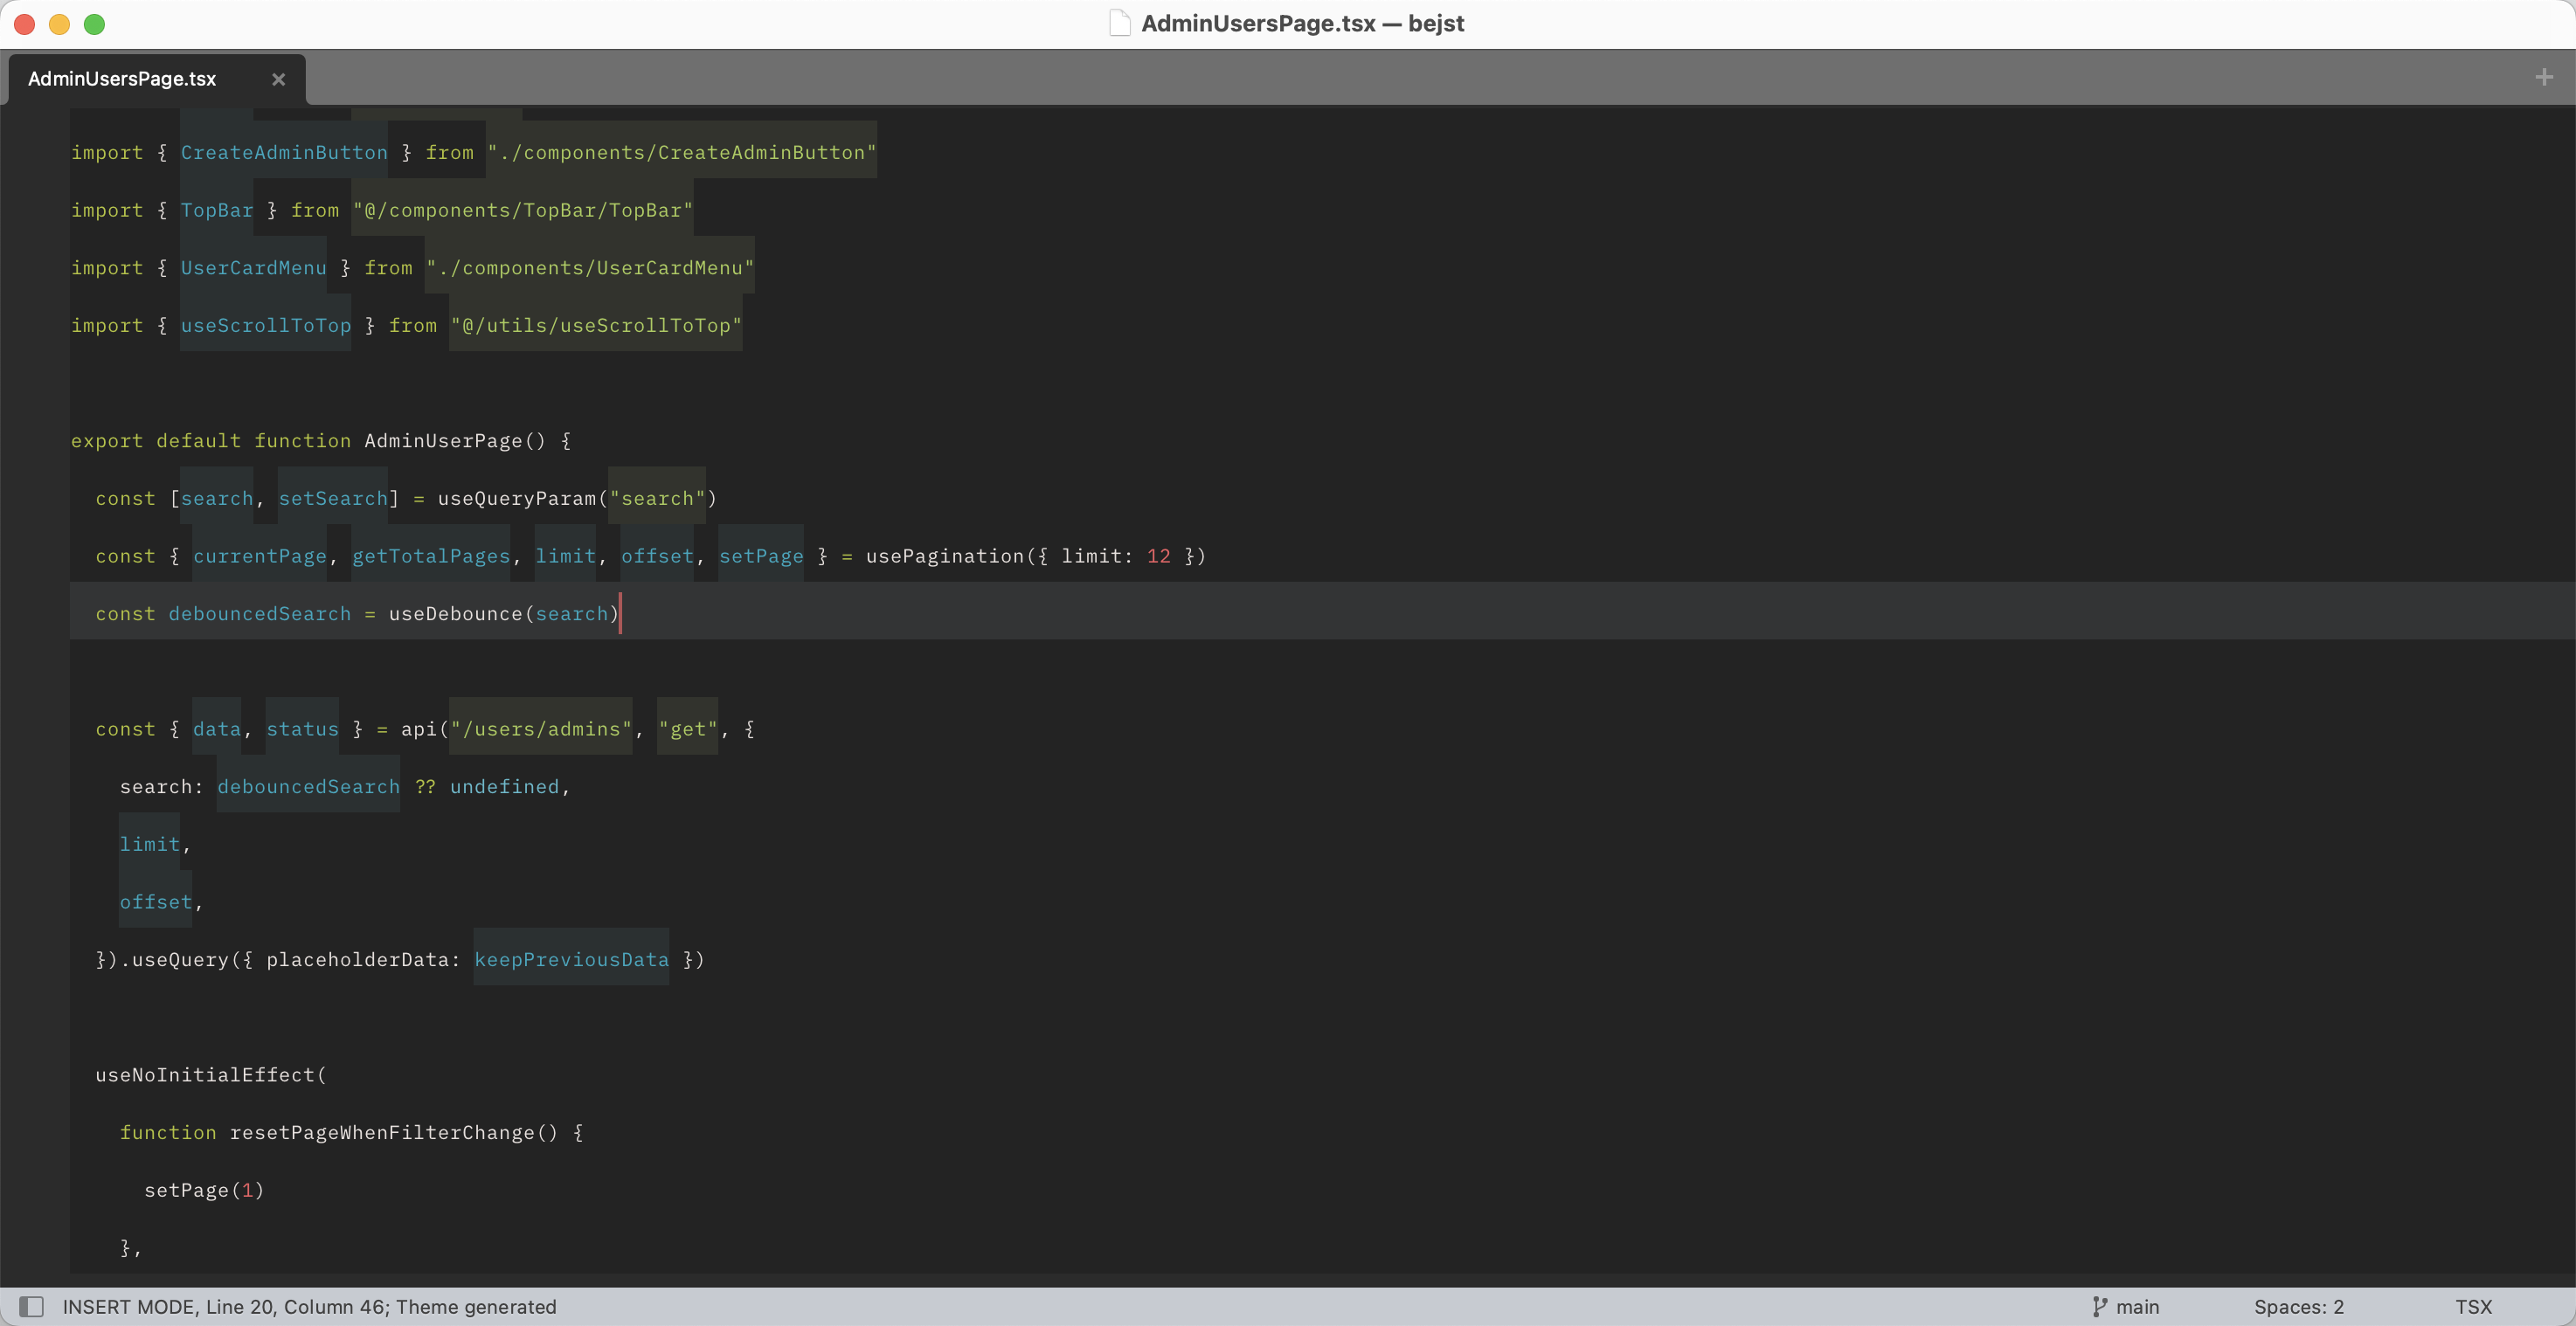 AdminUsersPage.tsx — bejst
AdminUsersPage.tsx
import { CreateAdminButton } from "./components/CreateAdminButton"
import { TopBar } from "@/components/TopBar/TopBar"
import { UserCardMenu } from "./components/UserCardMenu"
import { useScrollToTop } from "@/utils/useScrollToTop"
export default function AdminUserPage() {
const [search, setSearch] = useQueryParam("search")
const { currentPage, getTotalPages, limit, offset, setPage } = usePagination({ limit: 12 })
const debouncedSearch = useDebounce(search)
const { data, status } = api("/users/admins", "get", {
search: debouncedSearch ?? undefined,
limit,
offset,
}).useQuery({ placeholderData: keepPreviousData })
useNoInitialEffect(
function resetPageWhenFilterChange() {
setPage(1)
},
INSERT MODE, Line 20, Column 46; Theme generated
main
Spaces: 2
TSX